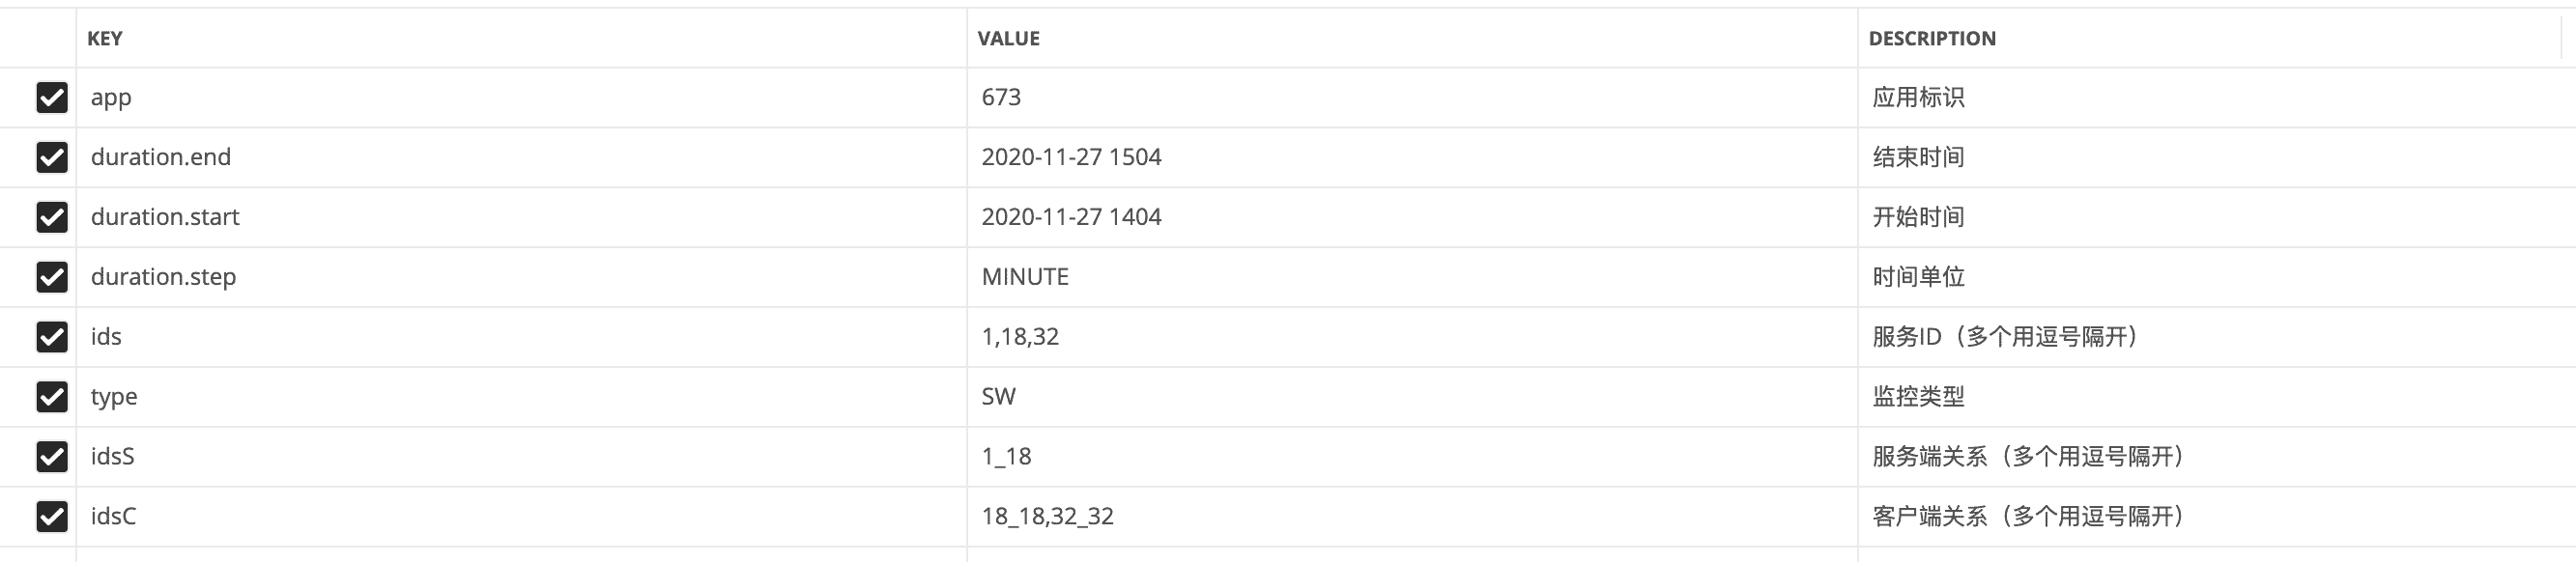 KEY VALUE DESCRIPTION
app 673 应用标识
duration.end 2020-11-27 1504 结束时间
duration.start 2020-11-27 1404 开始时间
duration.step MINUTE 时间单位
ids 1,18,32 服务ID（多个用逗号隔开）
type SW 监控类型
idsS 1_18 服务端关系（多个用逗号隔开）
idsC 18_18,32_32 客户端关系（多个用逗号隔开）